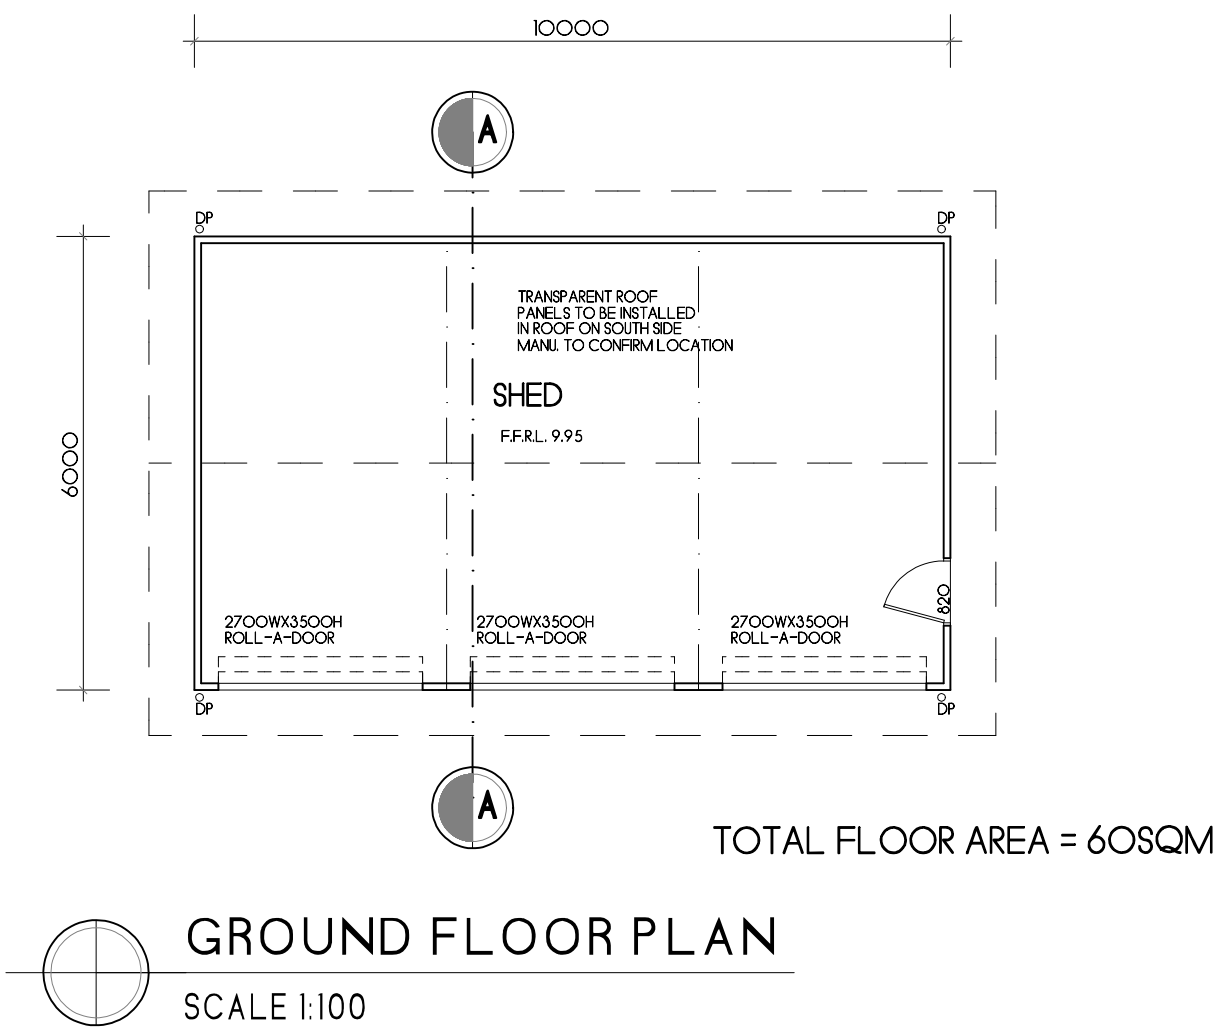 10000
A
DP
DP
TRANSPARENT ROOF
PANELS TO BE INSTALLED
IN ROOF ON SOUTH SIDE
MANU. TO CONFIRM LOCATION
SHED
F.F.R.L. 9.95
6000
820
2700WX3500H
ROLL-A-DOOR
2700WX3500H
ROLL-A-DOOR
2700WX3500H
ROLL-A-DOOR
DP
DP
A
TOTAL FLOOR AREA = 60SQM
GROUND FLOOR PLAN
SCALE 1:100